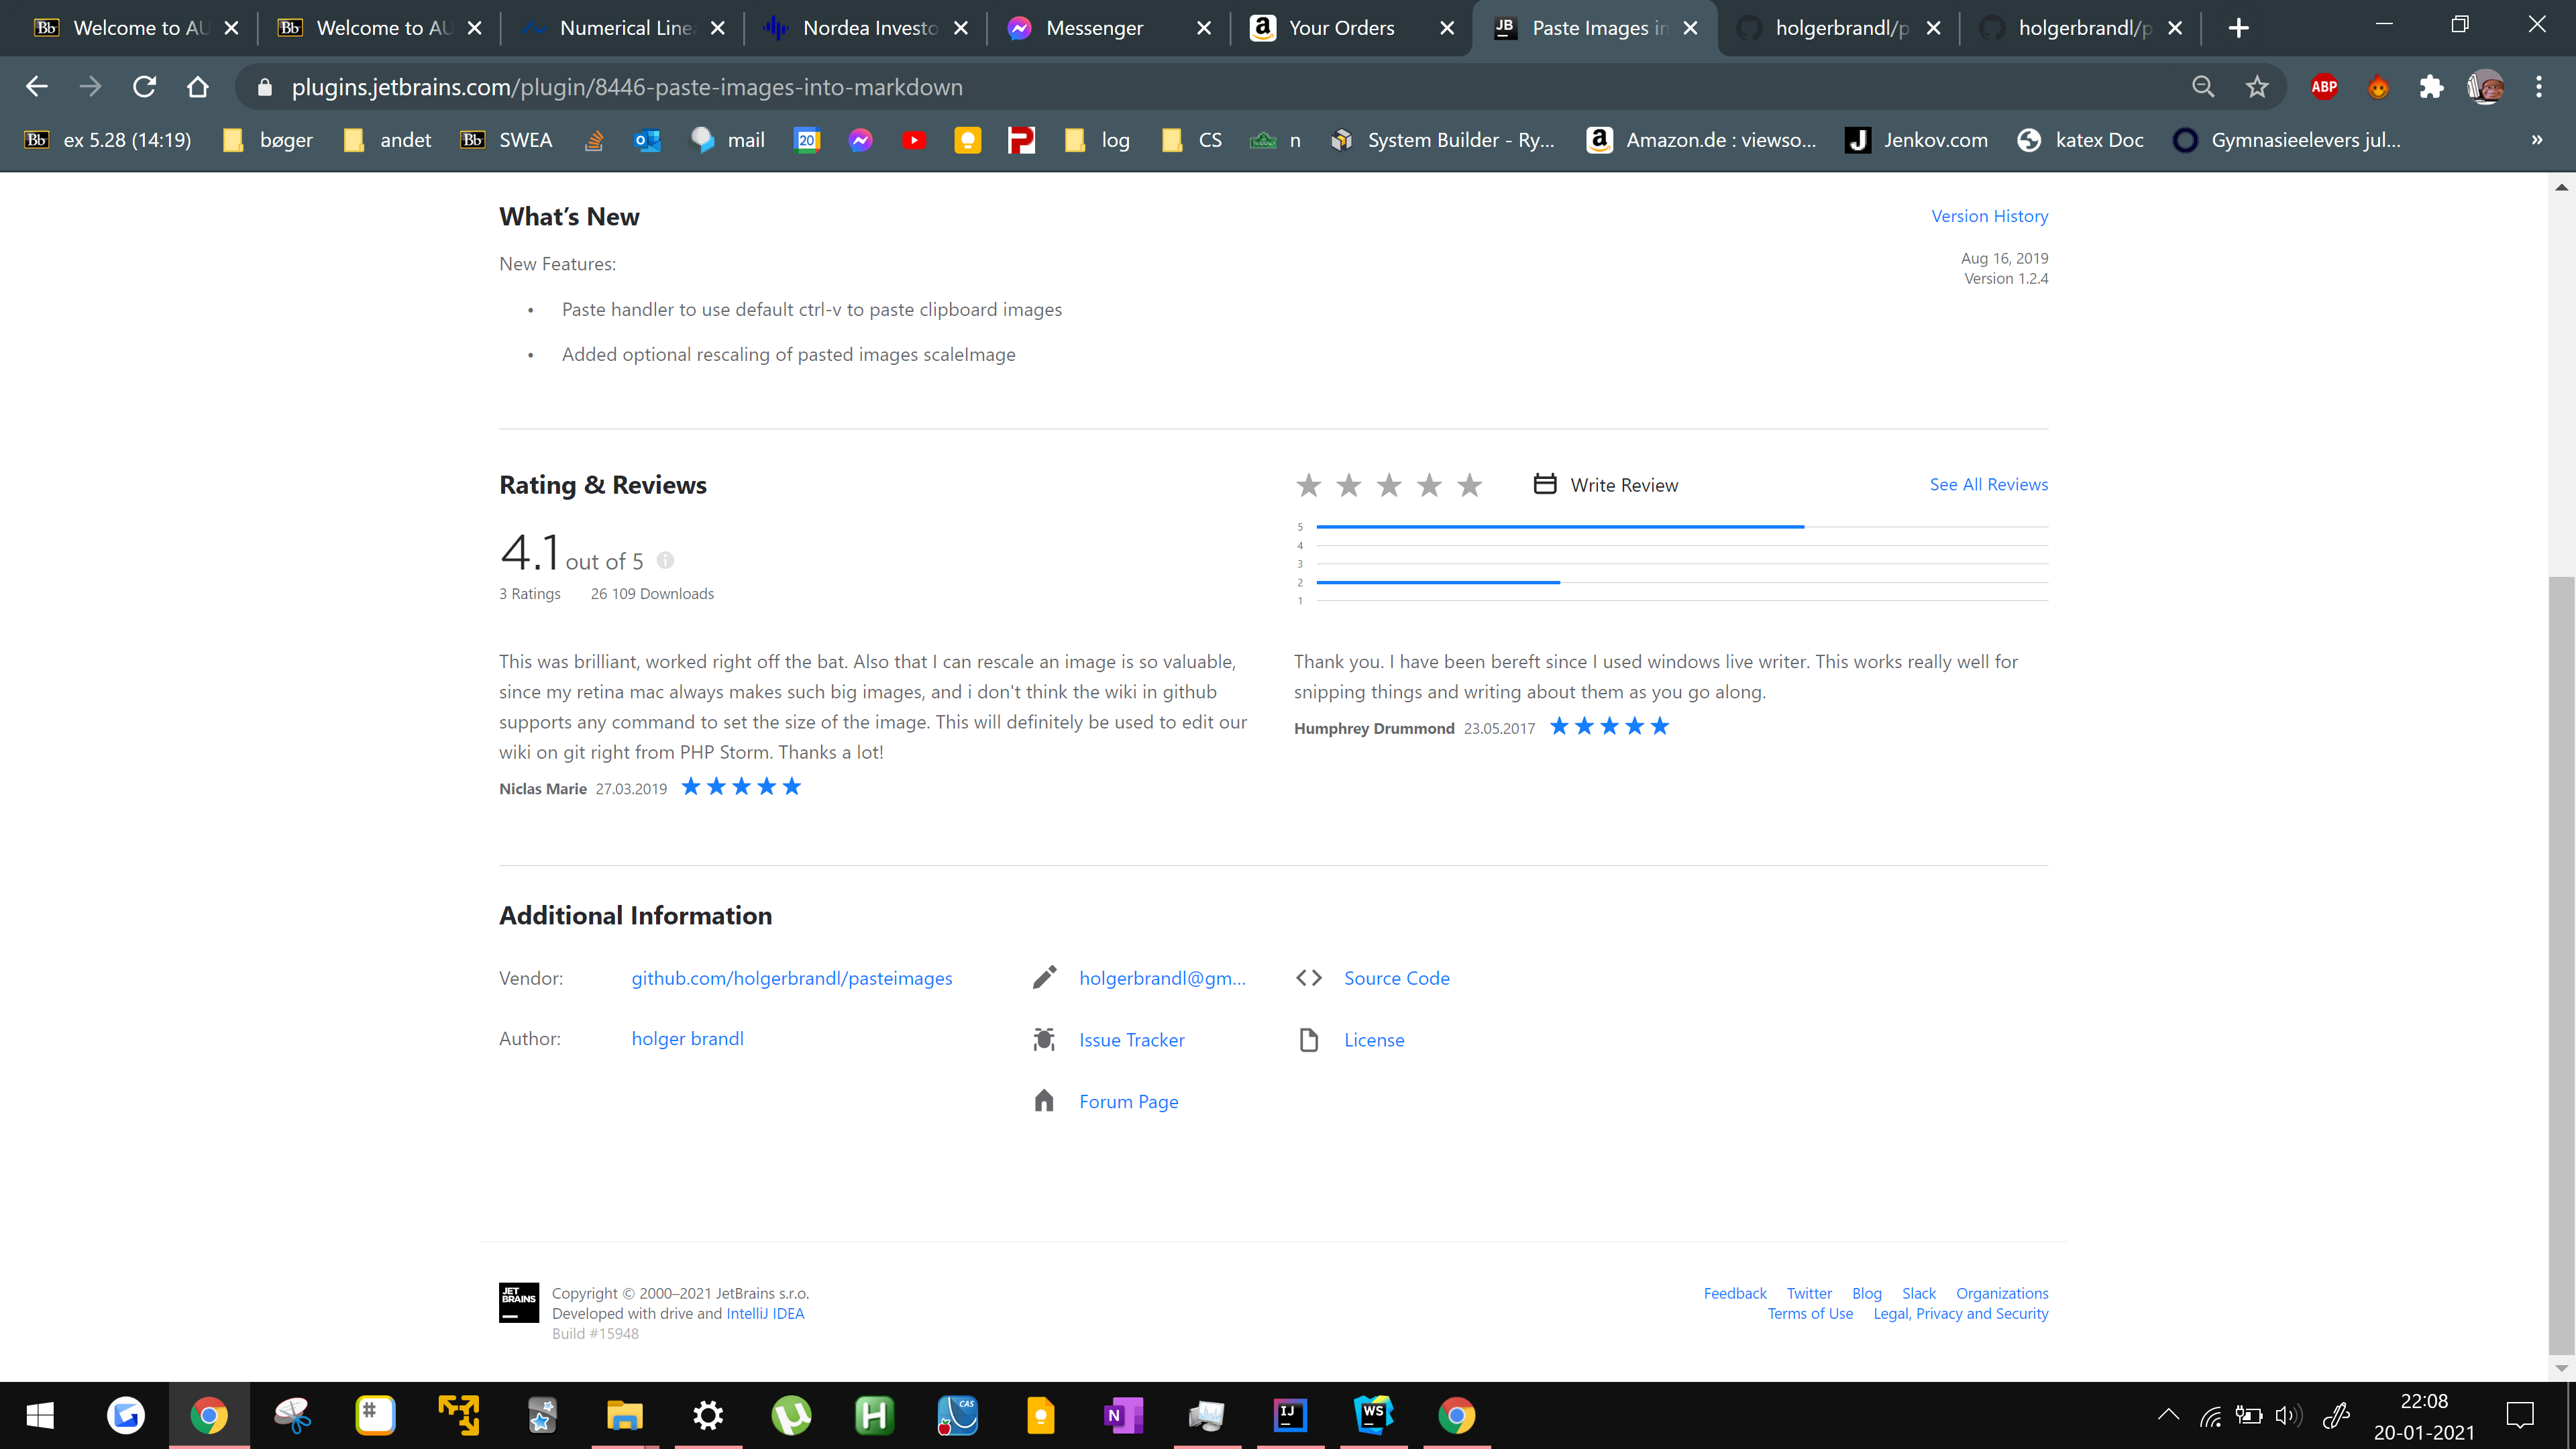 Welcome to AU
Welcome to AU
Numerical Line
Nordea Investo
Messenger
Your Orders
Paste Images in
holgerbrandl/p
holgerbrandl/p
plugins.jetbrains.com/plugin/8446-paste-images-into-markdown
ABP
ex 5.28 (14:19)
bøger
andet
SWEA
mail
20
log
CS
n
System Builder - Ry...
Amazon.de : viewso...
Jenkov.com
katex Doc
Gymnasieelevers jul...
»
What's New
Version History
New Features:
Aug 16, 2019
Version 1.2.4
• Paste handler to use default ctrl-v to paste clipboard images
• Added optional rescaling of pasted images scaleImage
Rating & Reviews
Write Review
See All Reviews
4.1 out of 5
3 Ratings 26 109 Downloads
5
4
3
2
1
This was brilliant, worked right off the bat. Also that I can rescale an image is so valuable,
since my retina mac always makes such big images, and i don't think the wiki in github
supports any command to set the size of the image. This will definitely be used to edit our
wiki on git right from PHP Storm. Thanks a lot!
Niclas Marie 27.03.2019
Thank you. I have been bereft since I used windows live writer. This works really well for
snipping things and writing about them as you go along.
Humphrey Drummond 23.05.2017
Additional Information
Vendor: github.com/holgerbrandl/pasteimages
holgerbrandl@gm...
Source Code
Author: holger brandl
Issue Tracker
License
Forum Page
JET BRAINS
Copyright © 2000–2021 JetBrains s.r.o.
Developed with drive and IntelliJ IDEA
Build #15948
Feedback Twitter Blog Slack Organizations
Terms of Use Legal, Privacy and Security
22:08
20-01-2021